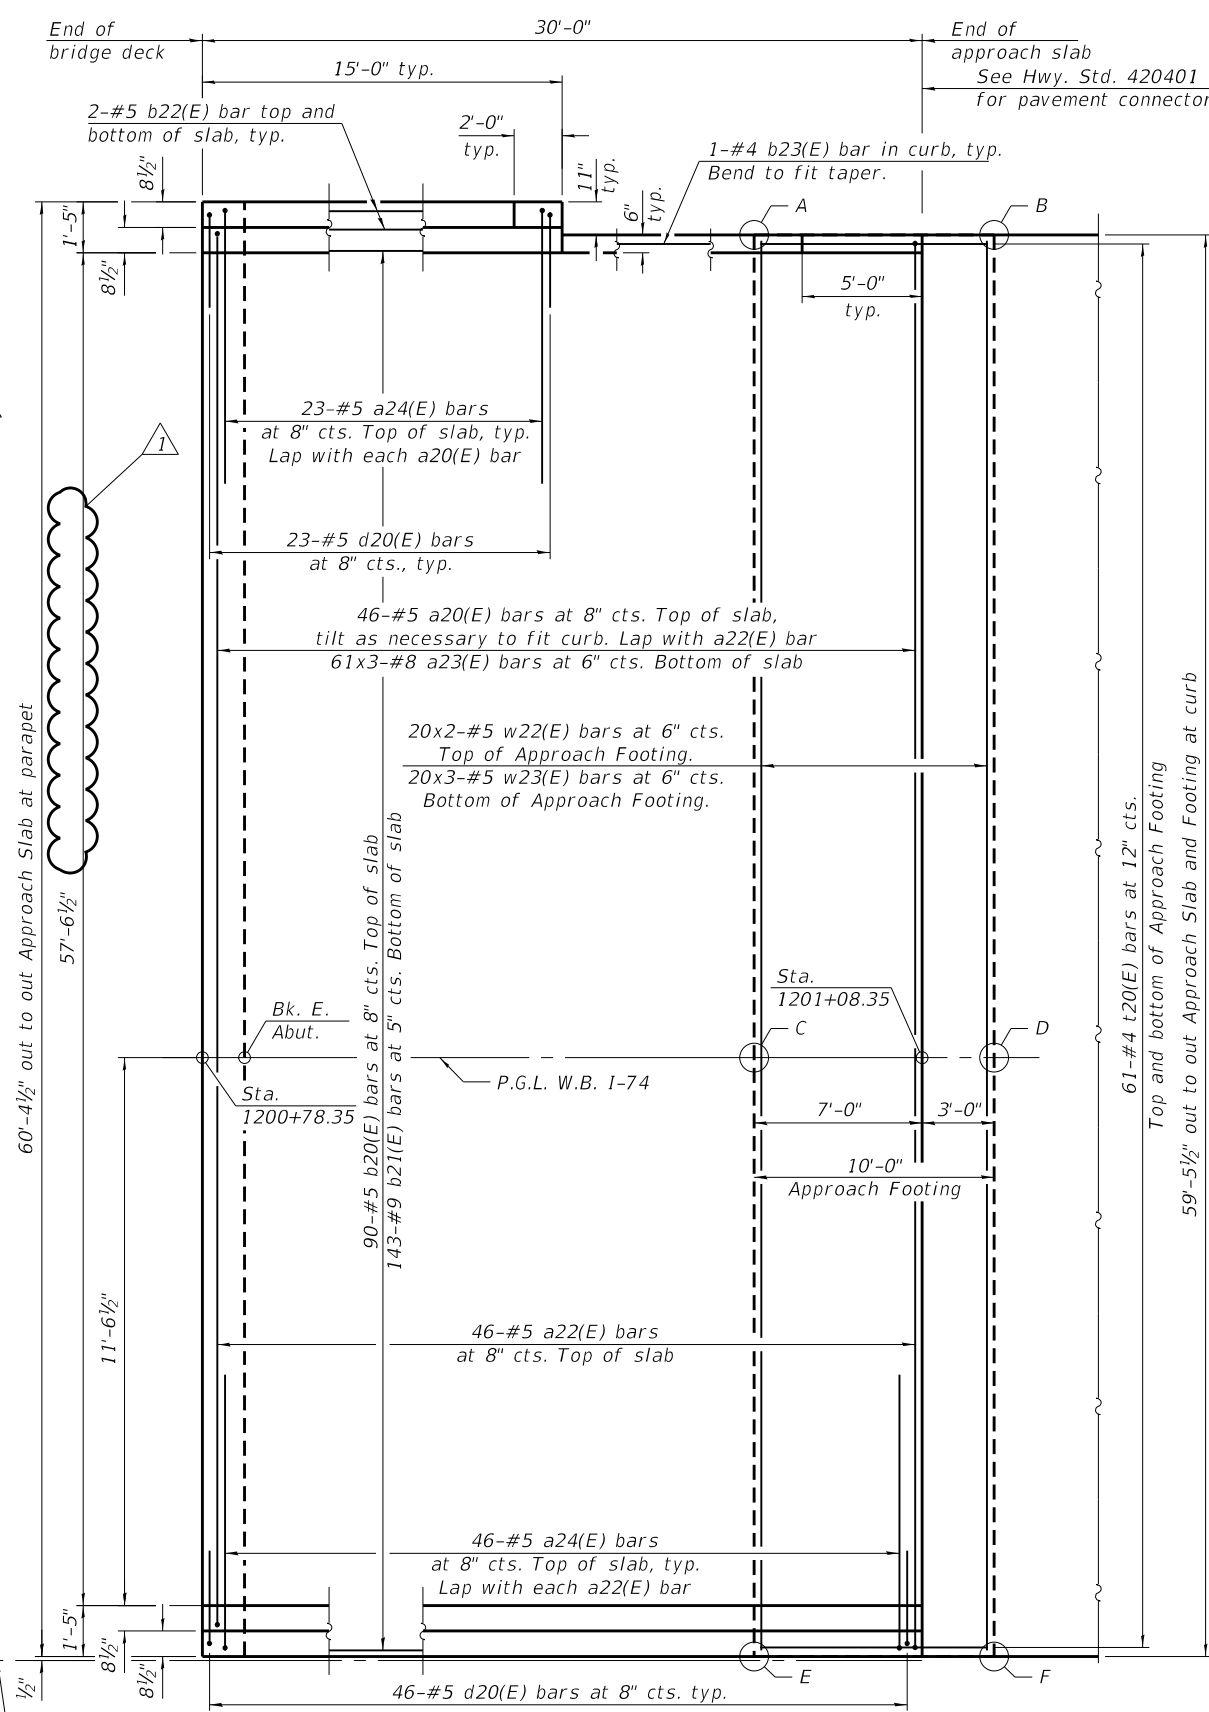 End of
bridge deck
30'-0"
End of
approach slab
See Hwy. Std. 420401
for pavement connector
15'-0" typ.
2-#5 b22(E) bar top and
bottom of slab, typ.
2'-0"
typ.
1-#4 b23(E) bar in curb, typ.
Bend to fit taper.
8½"
11"
typ.
6"
typ.
A
B
1'-5"
8½"
5'-0"
typ.
23-#5 a24(E) bars
at 8" cts. Top of slab, typ.
Lap with each a20(E) bar
1
23-#5 d20(E) bars
at 8" cts., typ.
46-#5 a20(E) bars at 8" cts. Top of slab,
tilt as necessary to fit curb. Lap with a22(E) bar
61x3-#8 a23(E) bars at 6" cts. Bottom of slab
20x2-#5 w22(E) bars at 6" cts.
Top of Approach Footing.
20x3-#5 w23(E) bars at 6" cts.
Bottom of Approach Footing.
60'-4½" out to out Approach Slab at parapet
57'-6½"
90-#5 b20(E) bars at 8" cts. Top of slab
143-#9 b21(E) bars at 5" cts. Bottom of slab
61-#4 t20(E) bars at 12" cts.
Top and bottom of Approach Footing
59'-5½" out to out Approach Slab and Footing at curb
Sta.
1201+08.35
Bk. E.
Abut.
C
D
P.G.L. W.B. I-74
Sta.
1200+78.35
7'-0"
3'-0"
10'-0"
Approach Footing
11'-6½"
46-#5 a22(E) bars
at 8" cts. Top of slab
46-#5 a24(E) bars
at 8" cts. Top of slab, typ.
Lap with each a22(E) bar
1'-5"
8½"
8½"
½"
E
F
46-#5 d20(E) bars at 8" cts. typ.